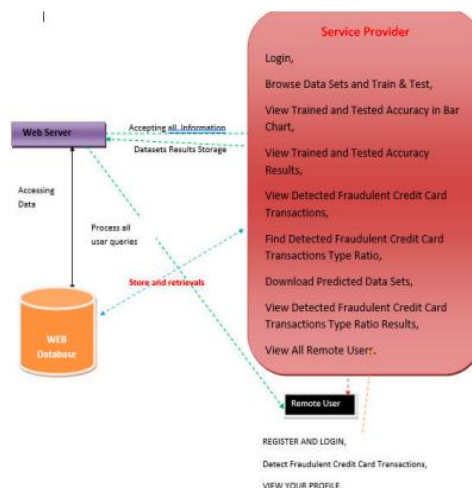 Service Provider
Login,
Browse Data Sets and Train & Test,
View Trained and Tested Accuracy in Bar
Chart,
View Trained and Tested Accuracy
Results,
View Detected Fraudulent Credit Card
Transactions,
Find Detected Fraudulent Credit Card
Transactions Type Ratio,
Download Predicted Data Sets,
View Detected Fraudulent Credit Card
Transactions Type Ratio Results,
View All Remote Users.
Web Server
Accepting all Information
Datasets Results Storage
Accessing
Data
Process all
user queries
Store and retrievals
WEB
Database
Remote User
REGISTER AND LOGIN,
Detect Fraudulent Credit Card Transactions,
VIEW YOUR PROFILE.